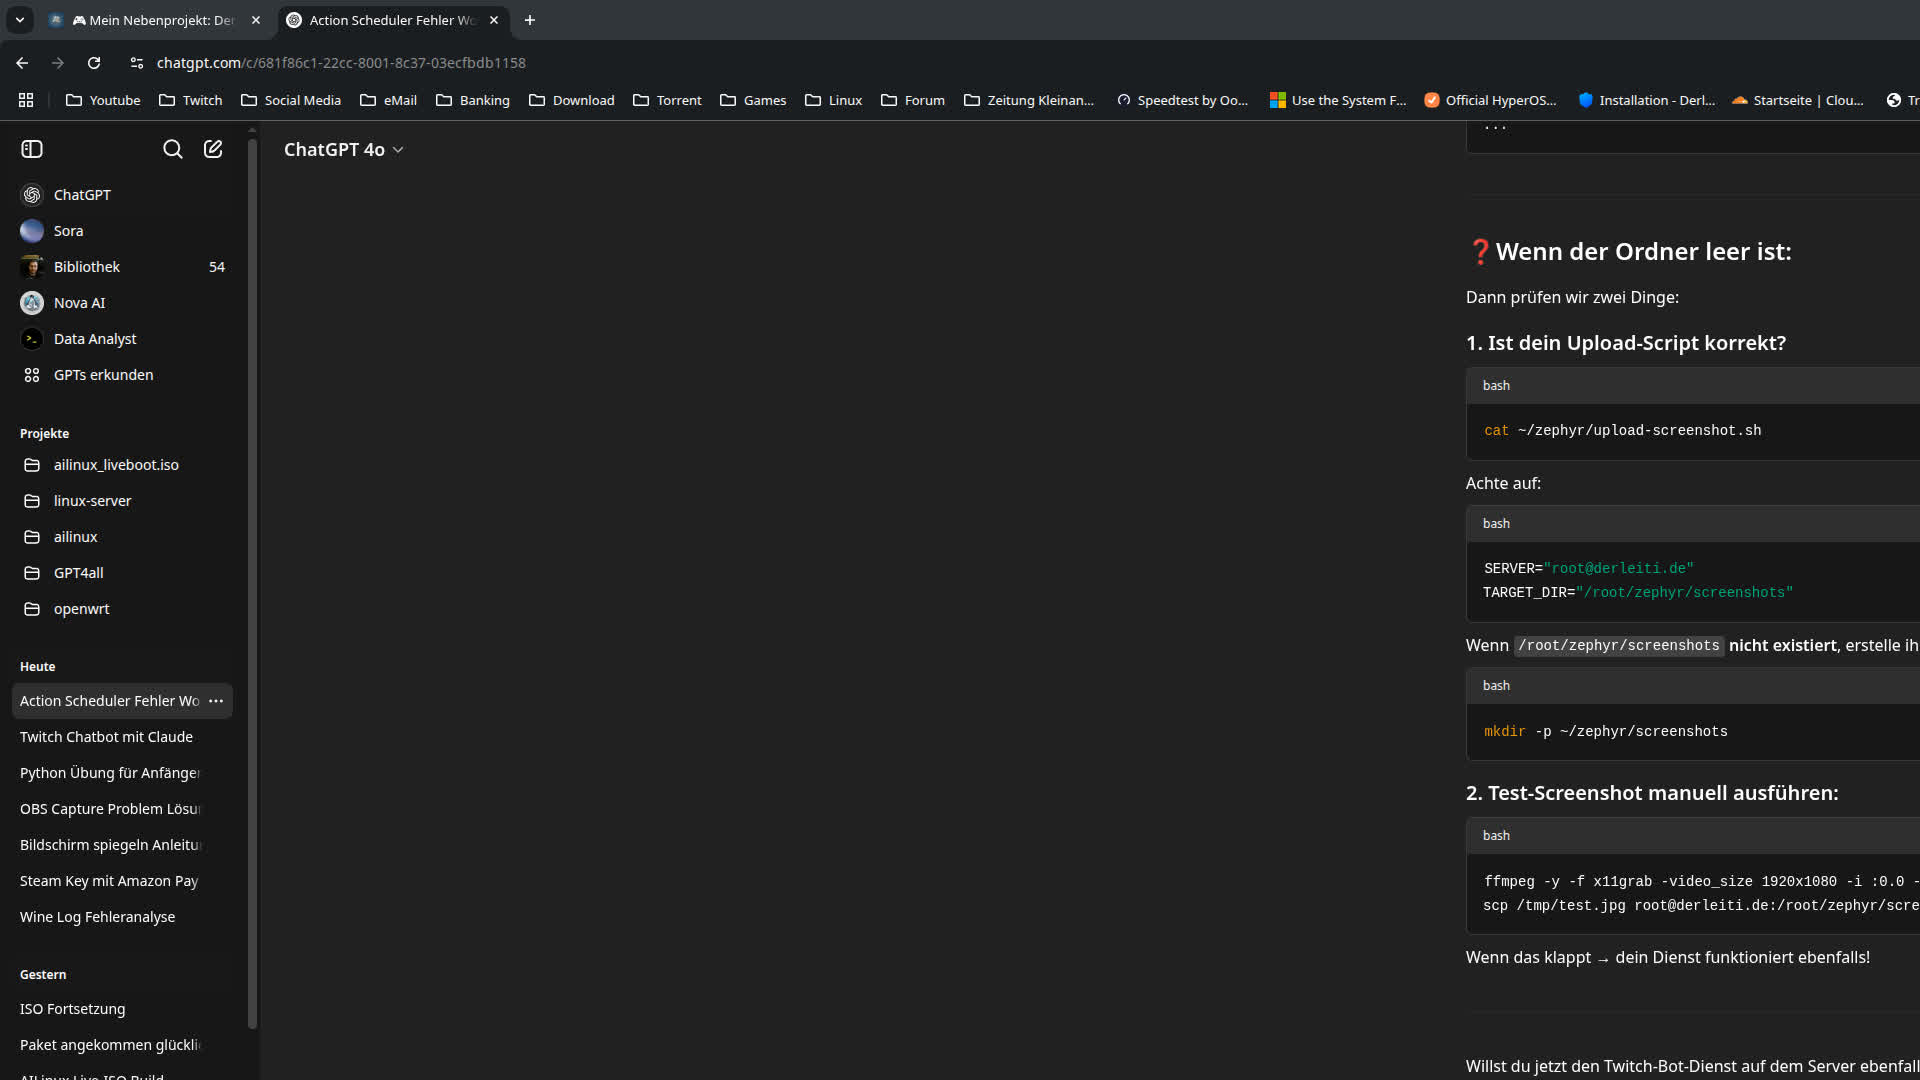 🎮 Mein Nebenprojekt: Der
Action Scheduler Fehler Wo
chatgpt.com/c/681f86c1-22cc-8001-8c37-03ecfbdb1158
Youtube
Twitch
Social Media
eMail
Banking
Download
Torrent
Games
Linux
Forum
Zeitung Kleinan...
Speedtest by Oo...
Use the System F...
Official HyperOS...
Installation - Derl...
Startseite | Clou...
Tr
ChatGPT 4o
ChatGPT
Sora
Bibliothek 54
Nova AI
Data Analyst
GPTs erkunden
Projekte
ailinux_liveboot.iso
linux-server
ailinux
GPT4all
openwrt
Heute
Action Scheduler Fehler Wo
Twitch Chatbot mit Claude
Python Übung für Anfänger
OBS Capture Problem Lösu
Bildschirm spiegeln Anleitu
Steam Key mit Amazon Pay
Wine Log Fehleranalyse
Gestern
ISO Fortsetzung
Paket angekommen glückli
AILinux Live ISO Build
...
❓Wenn der Ordner leer ist:
Dann prüfen wir zwei Dinge:
1. Ist dein Upload-Script korrekt?
bash
cat ~/zephyr/upload-screenshot.sh
Achte auf:
bash
SERVER="root@derleiti.de"
TARGET_DIR="/root/zephyr/screenshots"
Wenn /root/zephyr/screenshots nicht existiert, erstelle ih
bash
mkdir -p ~/zephyr/screenshots
2. Test-Screenshot manuell ausführen:
bash
ffmpeg -y -f x11grab -video_size 1920x1080 -i :0.0 -
scp /tmp/test.jpg root@derleiti.de:/root/zephyr/scre
Wenn das klappt → dein Dienst funktioniert ebenfalls!
Willst du jetzt den Twitch-Bot-Dienst auf dem Server ebenfall